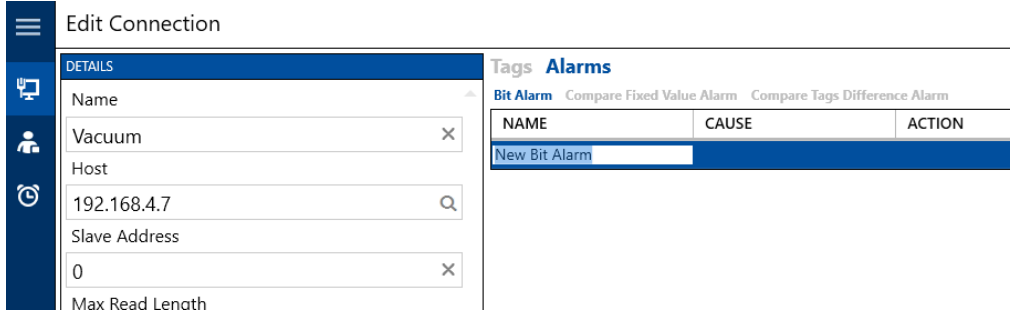 Edit Connection
DETAILS
Name
Vacuum
Host
192.168.4.7
Slave Address
0
Max Read Length
Tags Alarms
Bit Alarm Compare Fixed Value Alarm Compare Tags Difference Alarm
NAME CAUSE ACTION
New Bit Alarm